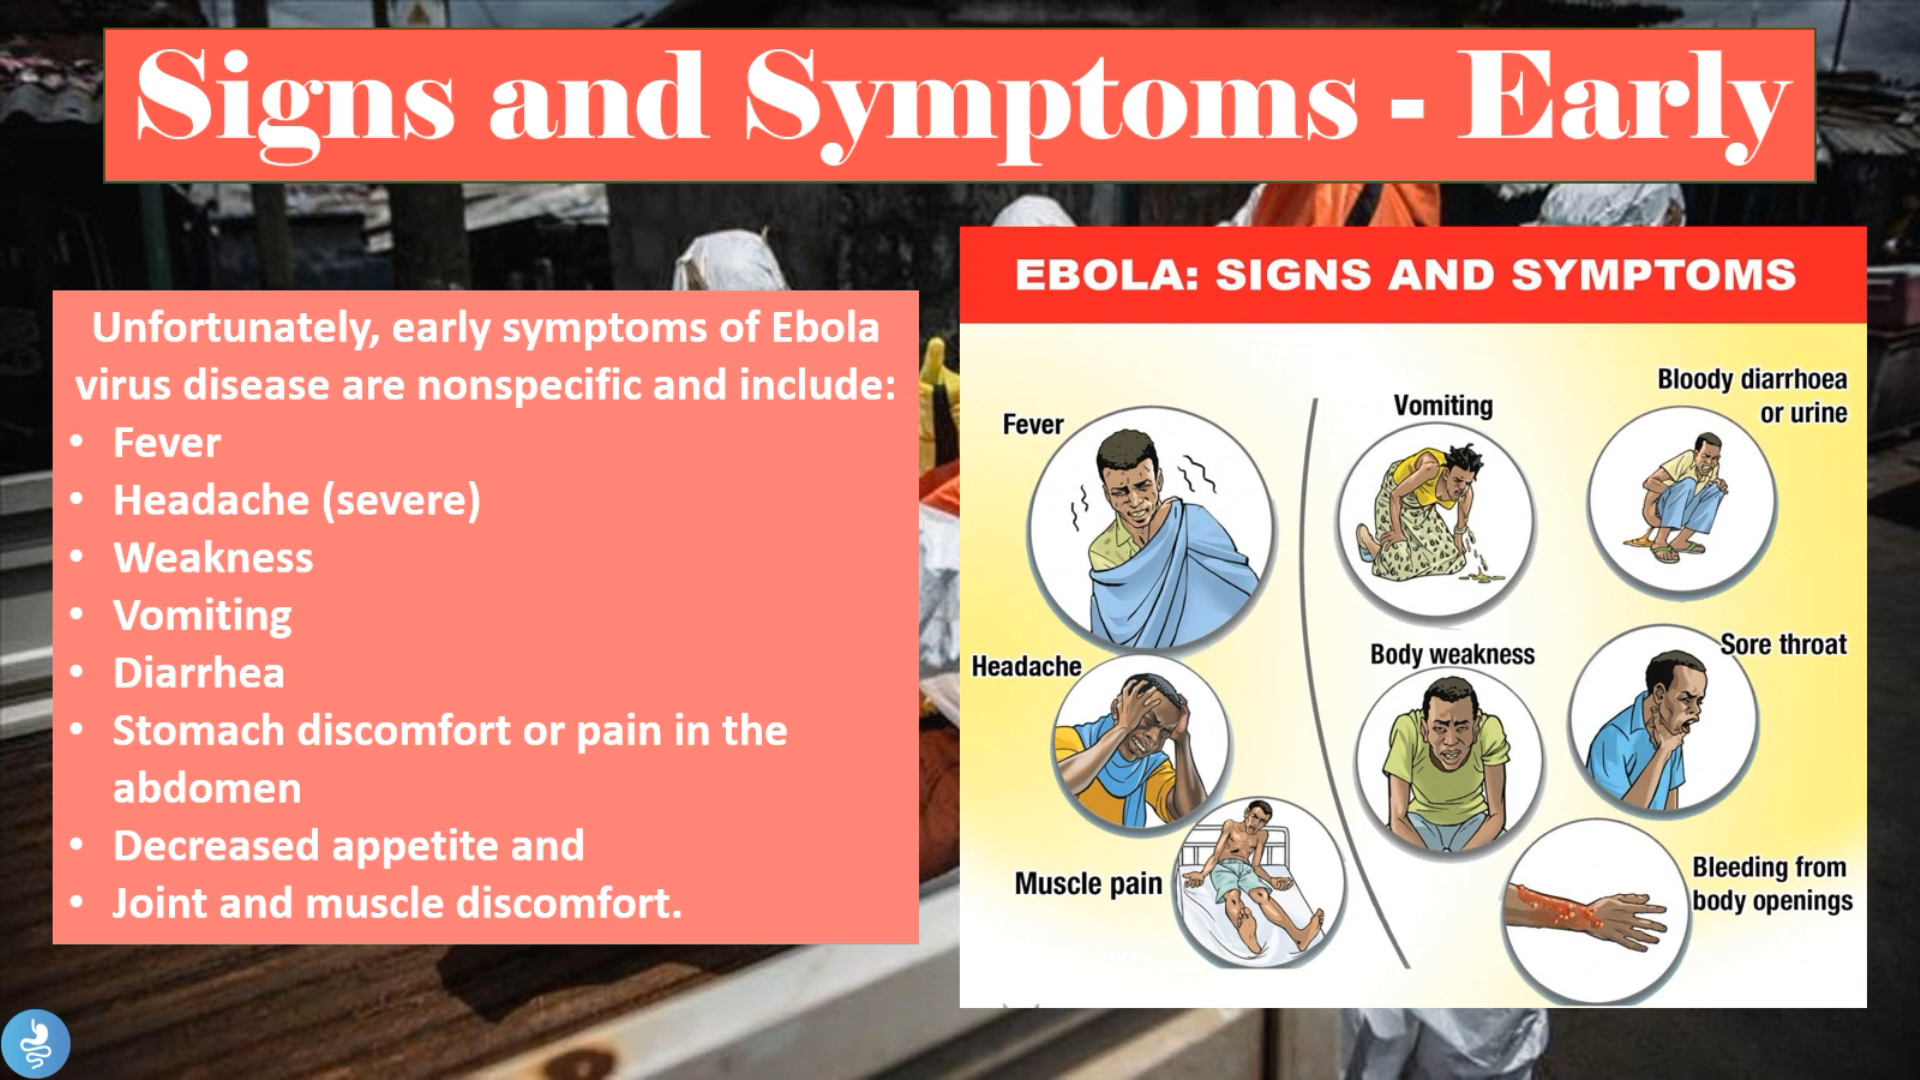 Signs and Symptoms - Early
Unfortunately, early symptoms of Ebola
virus disease are nonspecific and include:
• Fever
• Headache (severe)
• Weakness
• Vomiting
• Diarrhea
• Stomach discomfort or pain in the
abdomen
• Decreased appetite and
• Joint and muscle discomfort.
EBOLA: SIGNS AND SYMPTOMS
Fever
Headache
Muscle pain
Vomiting
Body weakness
Bloody diarrhoea
or urine
Sore throat
Bleeding from
body openings